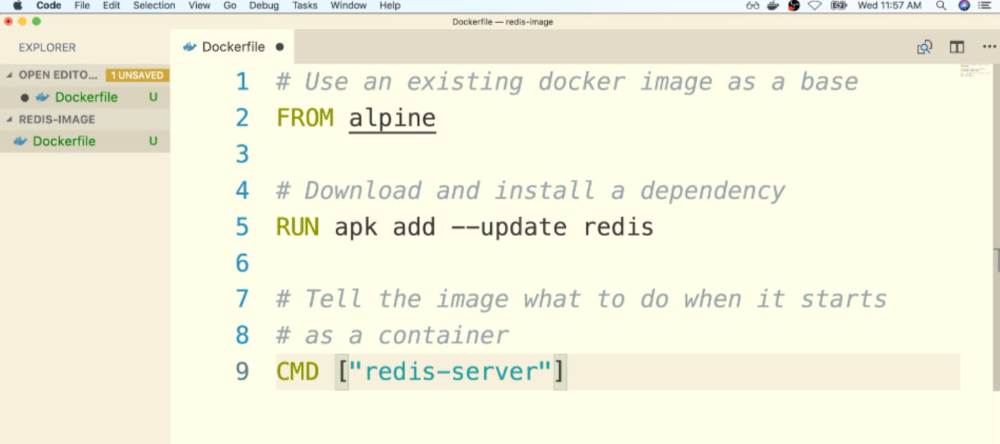 Code File Edit Selection View Go Debug Tasks Window Help Wed 11:57 AM
Dockerfile — redis-image
EXPLORER
Dockerfile
OPEN EDITO... 1 UNSAVED
Dockerfile U
REDIS-IMAGE
Dockerfile U
1 # Use an existing docker image as a base
2 FROM alpine
3
4 # Download and install a dependency
5 RUN apk add --update redis
6
7 # Tell the image what to do when it starts
8 # as a container
9 CMD ["redis-server"]